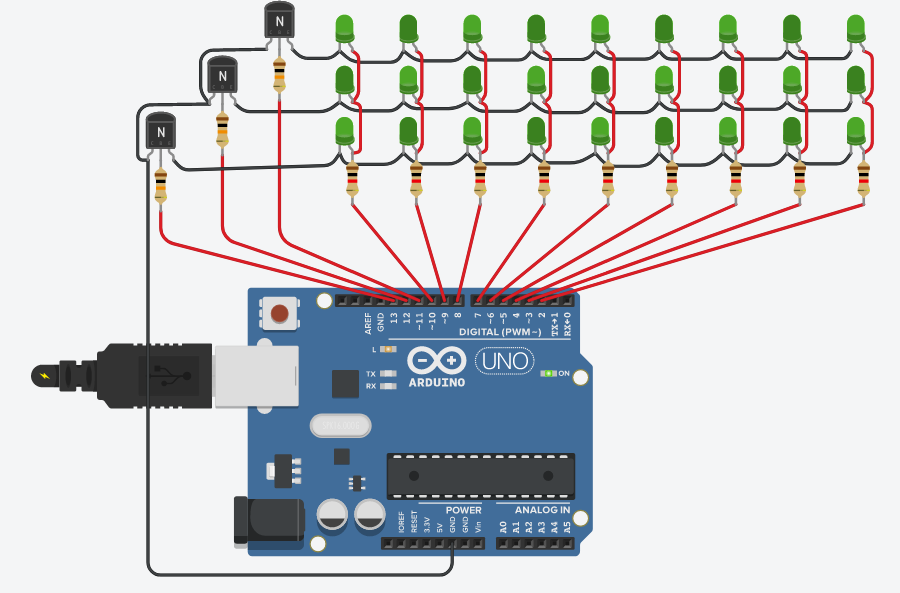 N
N
N
AREF
GND
13
12
~11
~10
~9
8
7
~6
~5
4
~3
2
TX→1
RX←0
DIGITAL (PWM~)
L
TX
RX
ARDUINO
UNO
ON
POWER
ANALOG IN
IOREF
RESET
3.3V
5V
GND
GND
Vin
A0
A1
A2
A3
A4
A5